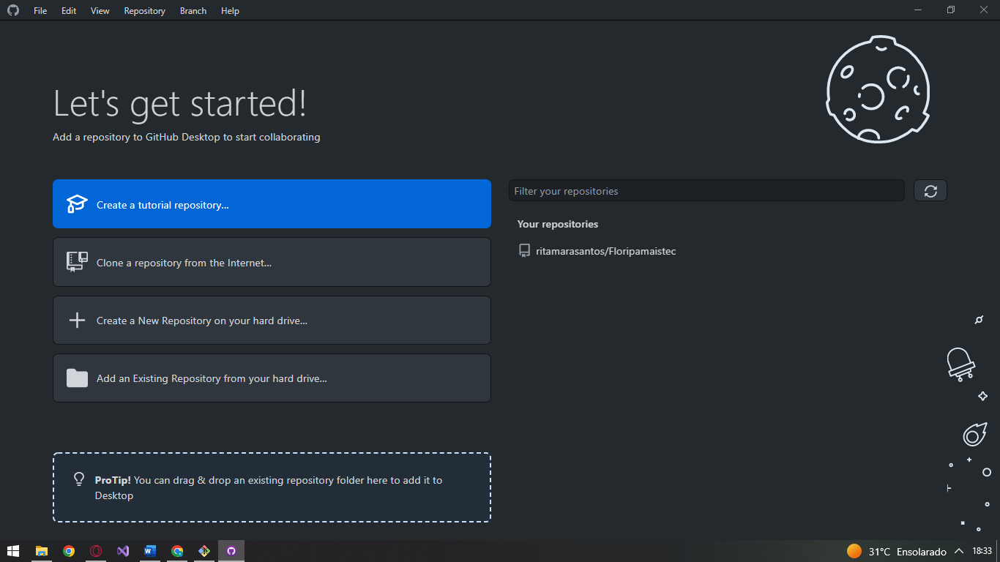 File Edit View Repository Branch Help
Let's get started!
Add a repository to GitHub Desktop to start collaborating
Create a tutorial repository...
Clone a repository from the Internet...
Create a New Repository on your hard drive...
Add an Existing Repository from your hard drive...
ProTip! You can drag & drop an existing repository folder here to add it to
Desktop
Filter your repositories
Your repositories
ritamarasantos/Floripamaistec
31°C Ensolarado 18:33